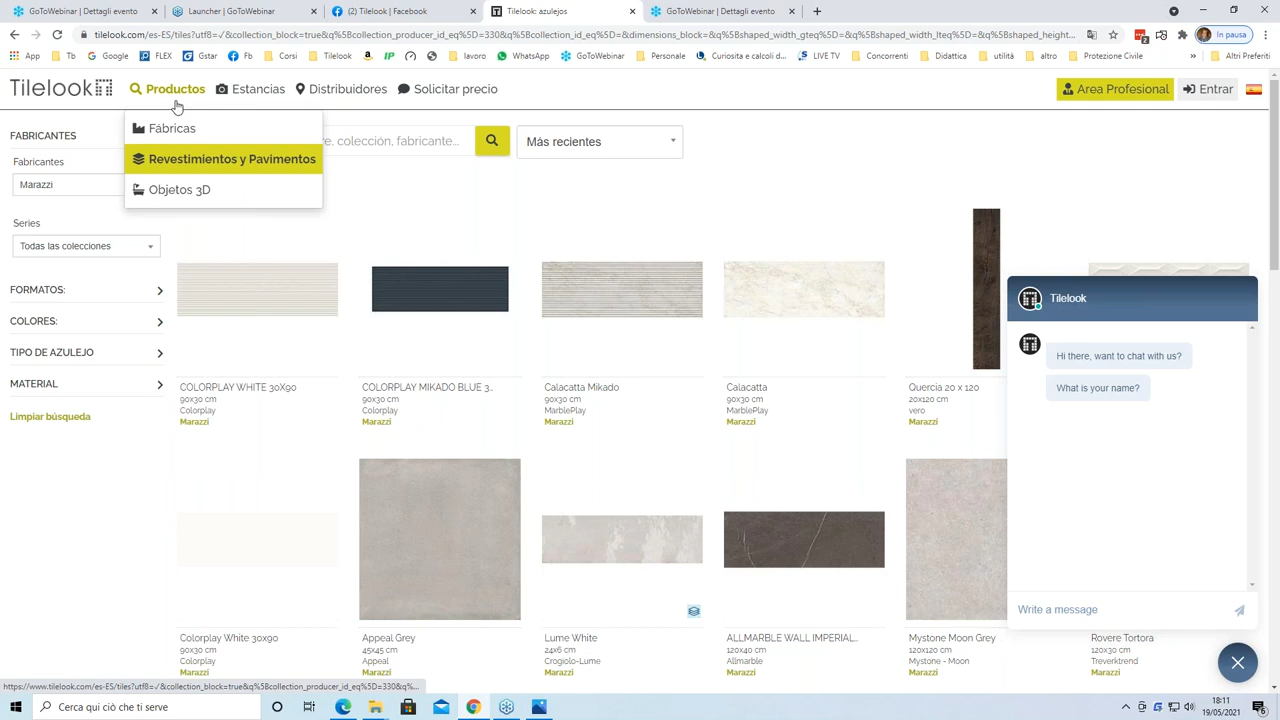 GoToWebinar | Dettagli evento
Launcher | GoToWebinar
GoToWebinar | Dettagli evento
Tilelook | Facebook
Tilelook: azulejos
GoToWebinar | Dettagli evento
In pausa
App
Tb
Google
FLEX
Gstar
Fb
Corsi
Tilelook
IP
lavoro
WhatsApp
GoToWebinar
Personale
Curiosita e calcoli d...
LIVE TV
Concorrenti
Didattica
utilità
altro
Protezione Civile
»
Altri Preferiti
Tilelook
Productos
Estancias
Distribuidores
Solicitar precio
Area Profesional
Entrar
FABRICANTES
Fabricantes
Marazzi
Series
Todas las colecciones
FORMATOS:
COLORES:
TIPO DE AZULEJO
MATERIAL
Limpiar búsqueda
Fábricas
Revestimientos y Pavimentos
Objetos 3D
re, colección, fabricante...
Más recientes
COLORPLAY WHITE 30X90
90x30 cm
Colorplay
Marazzi
COLORPLAY MIKADO BLUE 3...
90x30 cm
Colorplay
Marazzi
Calacatta Mikado
90x30 cm
MarblePlay
Marazzi
Calacatta
90x30 cm
MarblePlay
Marazzi
Quercia 20 x 120
20x120 cm
vero
Marazzi
Colorplay White 30x90
90x30 cm
Colorplay
Marazzi
Appeal Grey
45x45 cm
Appeal
Marazzi
Lume White
24x6 cm
Crogiolo-Lume
Marazzi
ALLMARBLE WALL IMPERIAL...
120x40 cm
Allmarble
Marazzi
Mystone Moon Grey
120x120 cm
Mystone - Moon
Marazzi
Rovere Tortora
120x30 cm
Treverktrend
Marazzi
Tilelook
Hi there, want to chat with us?
What is your name?
Write a message
Cerca qui ciò che ti serve
18:11
19/05/2021